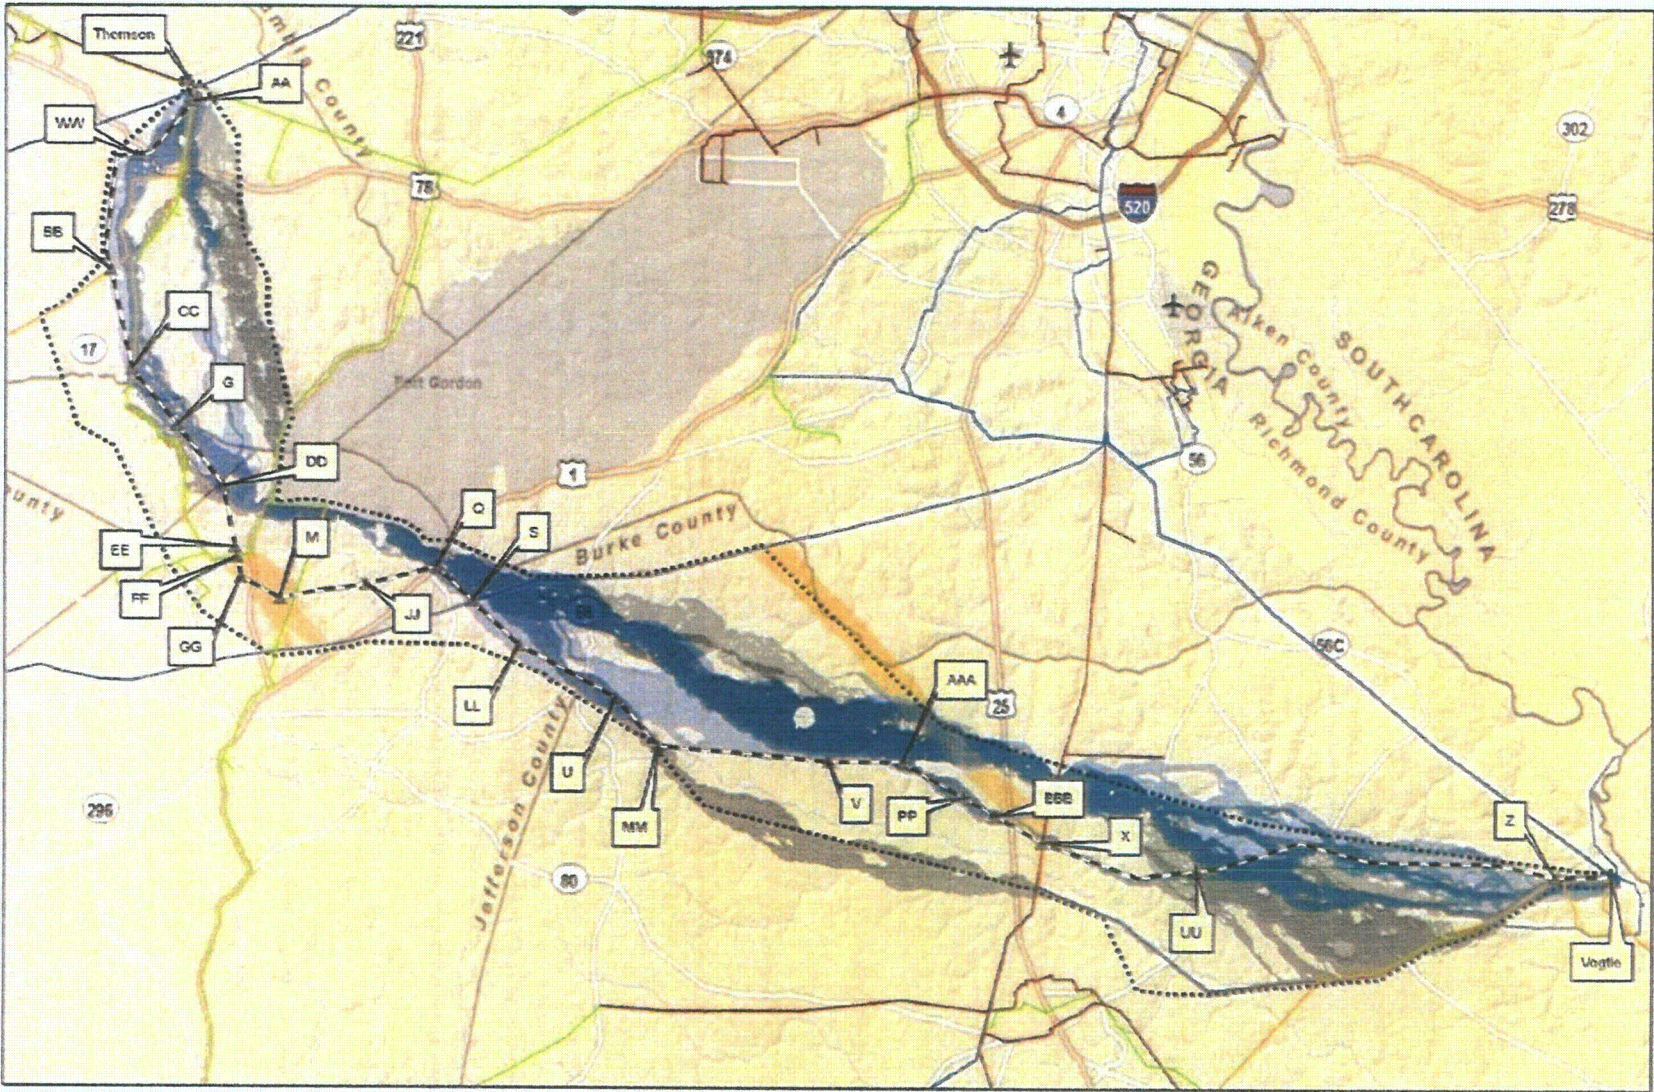 Thomson
AA
WW
221
78
BB
CC
17
G
DD
EE
M
FF
GG
JJ
Q
S
LL
U
MM
V
PP
AAA
BBB
X
UU
Z
Vogtle
Fort Gordon
1
Burke County
Jefferson County
County
296
80
25
56
56C
4
520
302
278
GEORGIA
Aiken County
SOUTH CAROLINA
Richmond County